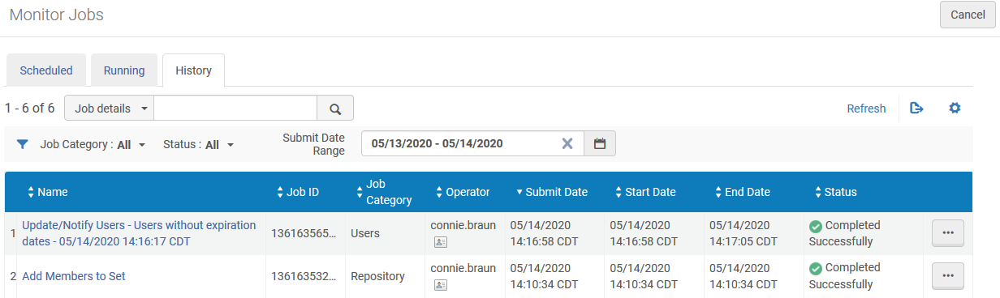 Monitor Jobs
Cancel
Scheduled Running History
1 - 6 of 6 Job details Refresh
Job Category : All Status : All Submit Date Range 05/13/2020 - 05/14/2020
Name Job ID Job Category Operator Submit Date Start Date End Date Status
1 Update/Notify Users - Users without expiration dates - 05/14/2020 14:16:17 CDT 136163565... Users connie.braun 05/14/2020 14:16:58 CDT 05/14/2020 14:16:58 CDT 05/14/2020 14:17:05 CDT Completed Successfully ...
2 Add Members to Set 136163532... Repository connie.braun 05/14/2020 14:10:34 CDT 05/14/2020 14:10:34 CDT 05/14/2020 14:10:34 CDT Completed Successfully ...